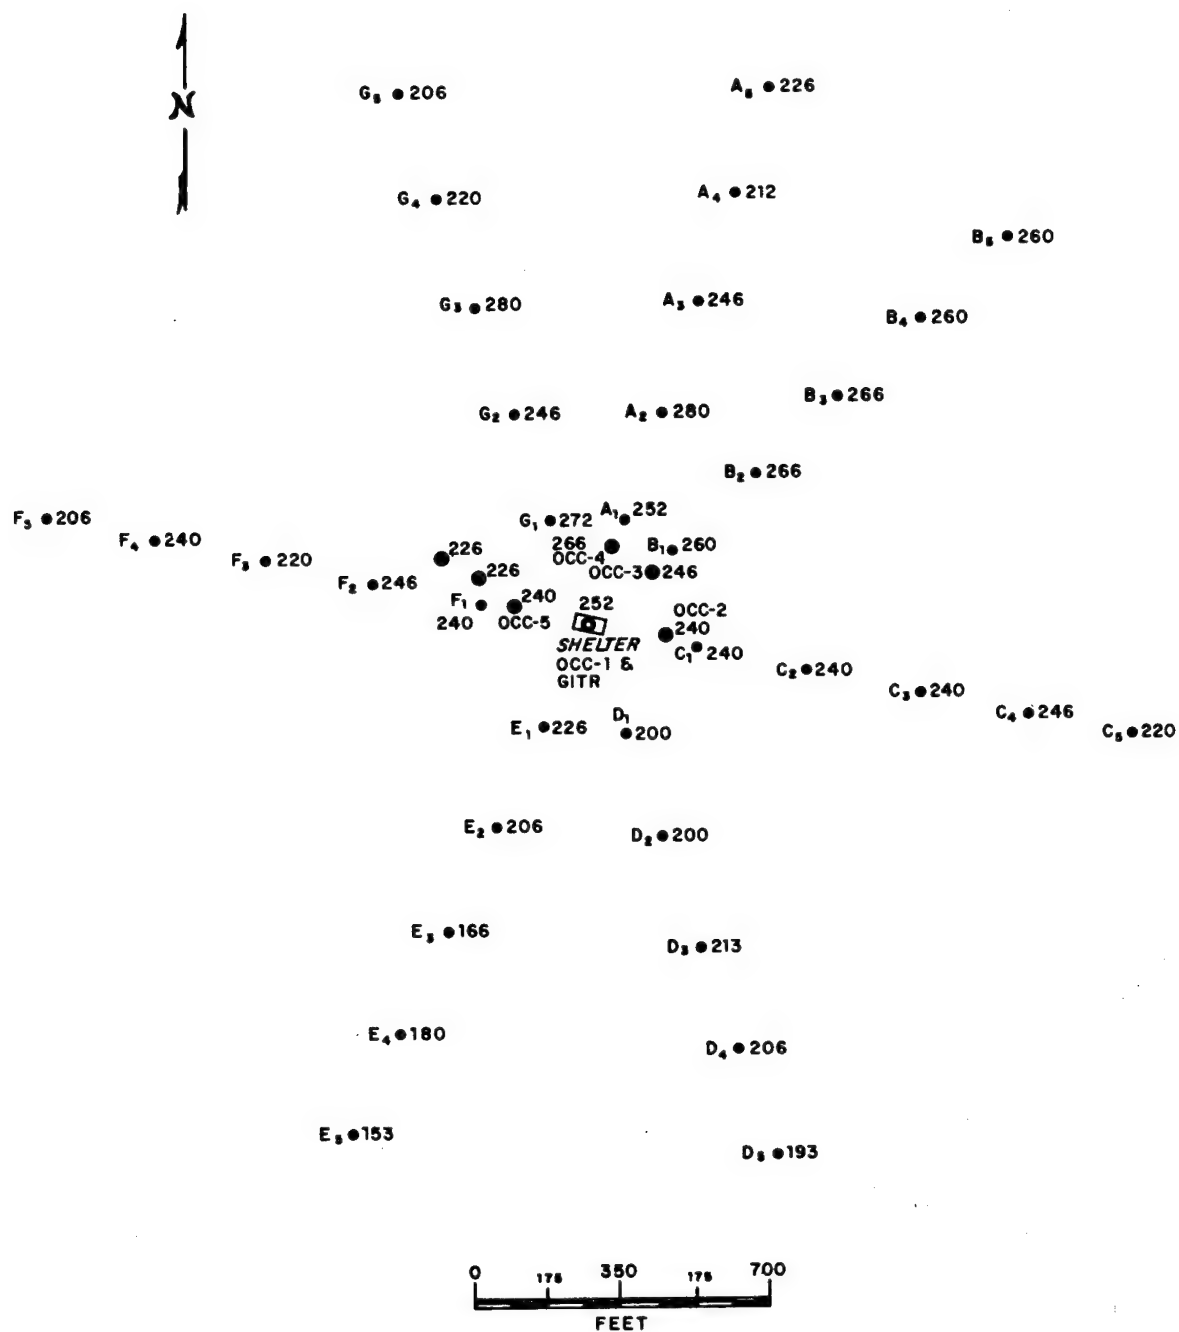 N
G₅ 206
A₅ 226
G₄ 220
A₄ 212
B₅ 260
G₃ 280
A₃ 246
B₄ 260
B₃ 266
G₂ 246
A₂ 280
B₂ 266
F₅ 206
G₁ 272
A₁ 252
F₄ 240
226
266
OCC-4
B₁ 260
F₃ 220
226
OCC-3 246
F₂ 246
F₁
240
240
OCC-5
252
SHELTER
OCC-1 &
GITR
OCC-2
240
C₁ 240
C₂ 240
C₃ 240
C₄ 246
C₅ 220
E₁ 226
D₁
200
E₂ 206
D₂ 200
E₃ 166
D₃ 213
E₄ 180
D₄ 206
E₅ 153
D₅ 193
0 175 350 175 700
FEET